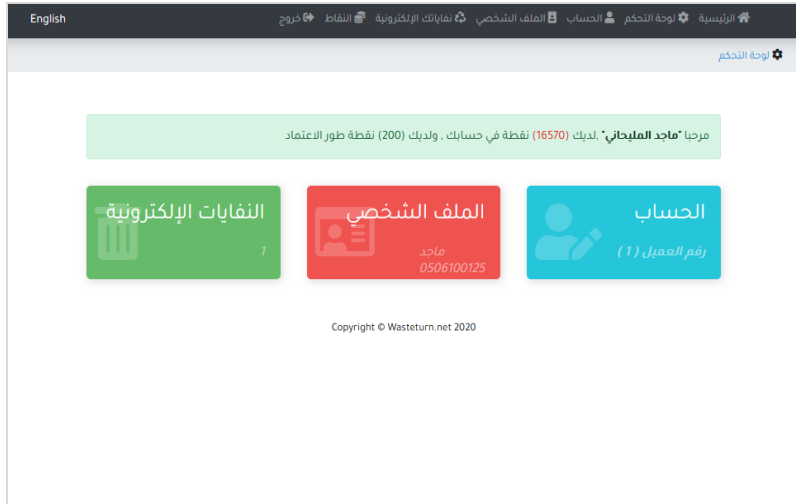 الرئيسية لوحة التحكم الحساب الملف الشخصي نفاياتك الإلكترونية النقاط خروج English
لوحة التحكم
مرحبا "ماجد المليحاني" ,لديك (16570) نقطة في حسابك , ولديك (200) نقطة طور الاعتماد
الحساب
رقم العميل ( 1 )
الملف الشخصي
ماجد
0506100125
النفايات الإلكترونية
1
Copyright © Wasteturn.net 2020